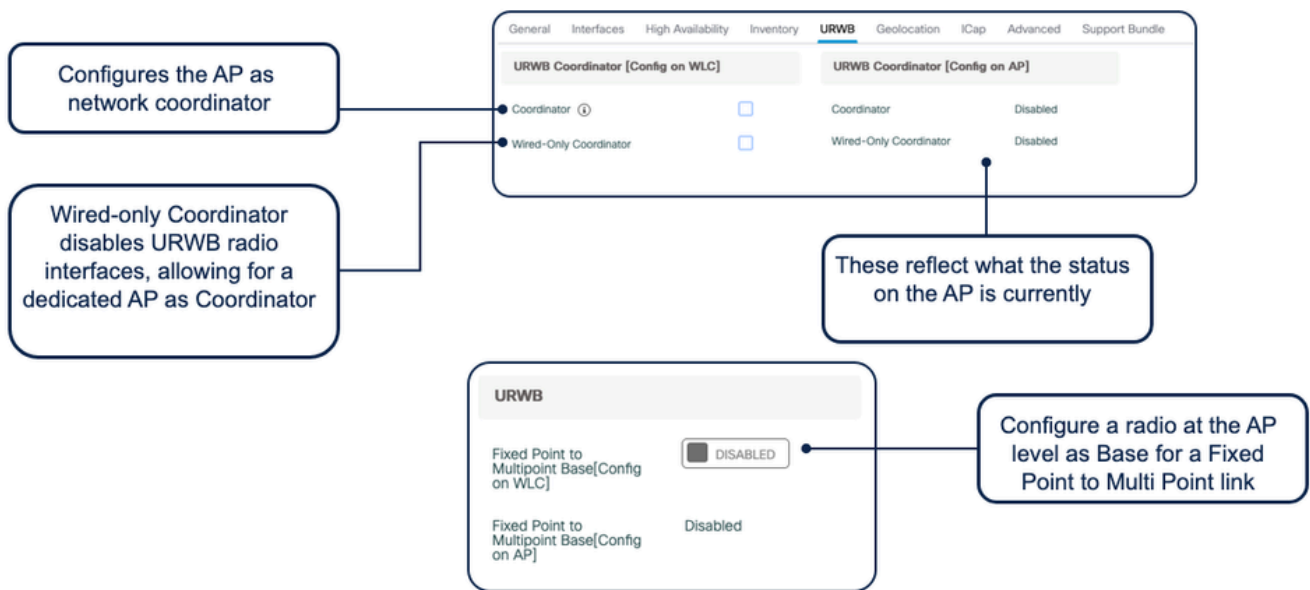 General Interfaces High Availability Inventory URWB Geolocation ICap Advanced Support Bundle
URWB Coordinator [Config on WLC] URWB Coordinator [Config on AP]
Coordinator Coordinator Disabled
Wired-Only Coordinator Wired-Only Coordinator Disabled
Configures the AP as
network coordinator
Wired-only Coordinator
disables URWB radio
interfaces, allowing for a
dedicated AP as Coordinator
These reflect what the status
on the AP is currently
URWB
Fixed Point to
Multipoint Base[Config
on WLC]
DISABLED
Fixed Point to
Multipoint Base[Config
on AP]
Disabled
Configure a radio at the AP
level as Base for a Fixed
Point to Multi Point link